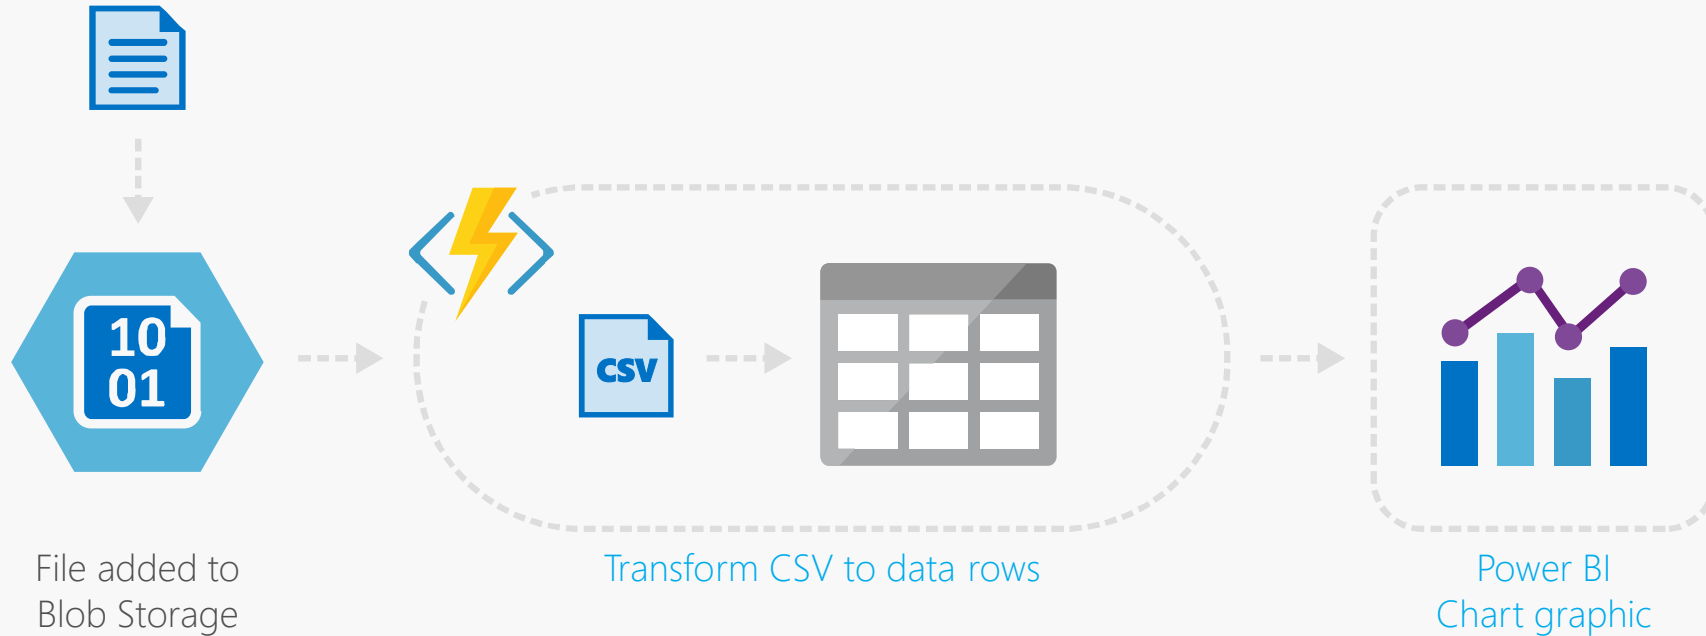 10
01
CSV
File added to
Blob Storage
Transform CSV to data rows
Power BI
Chart graphic